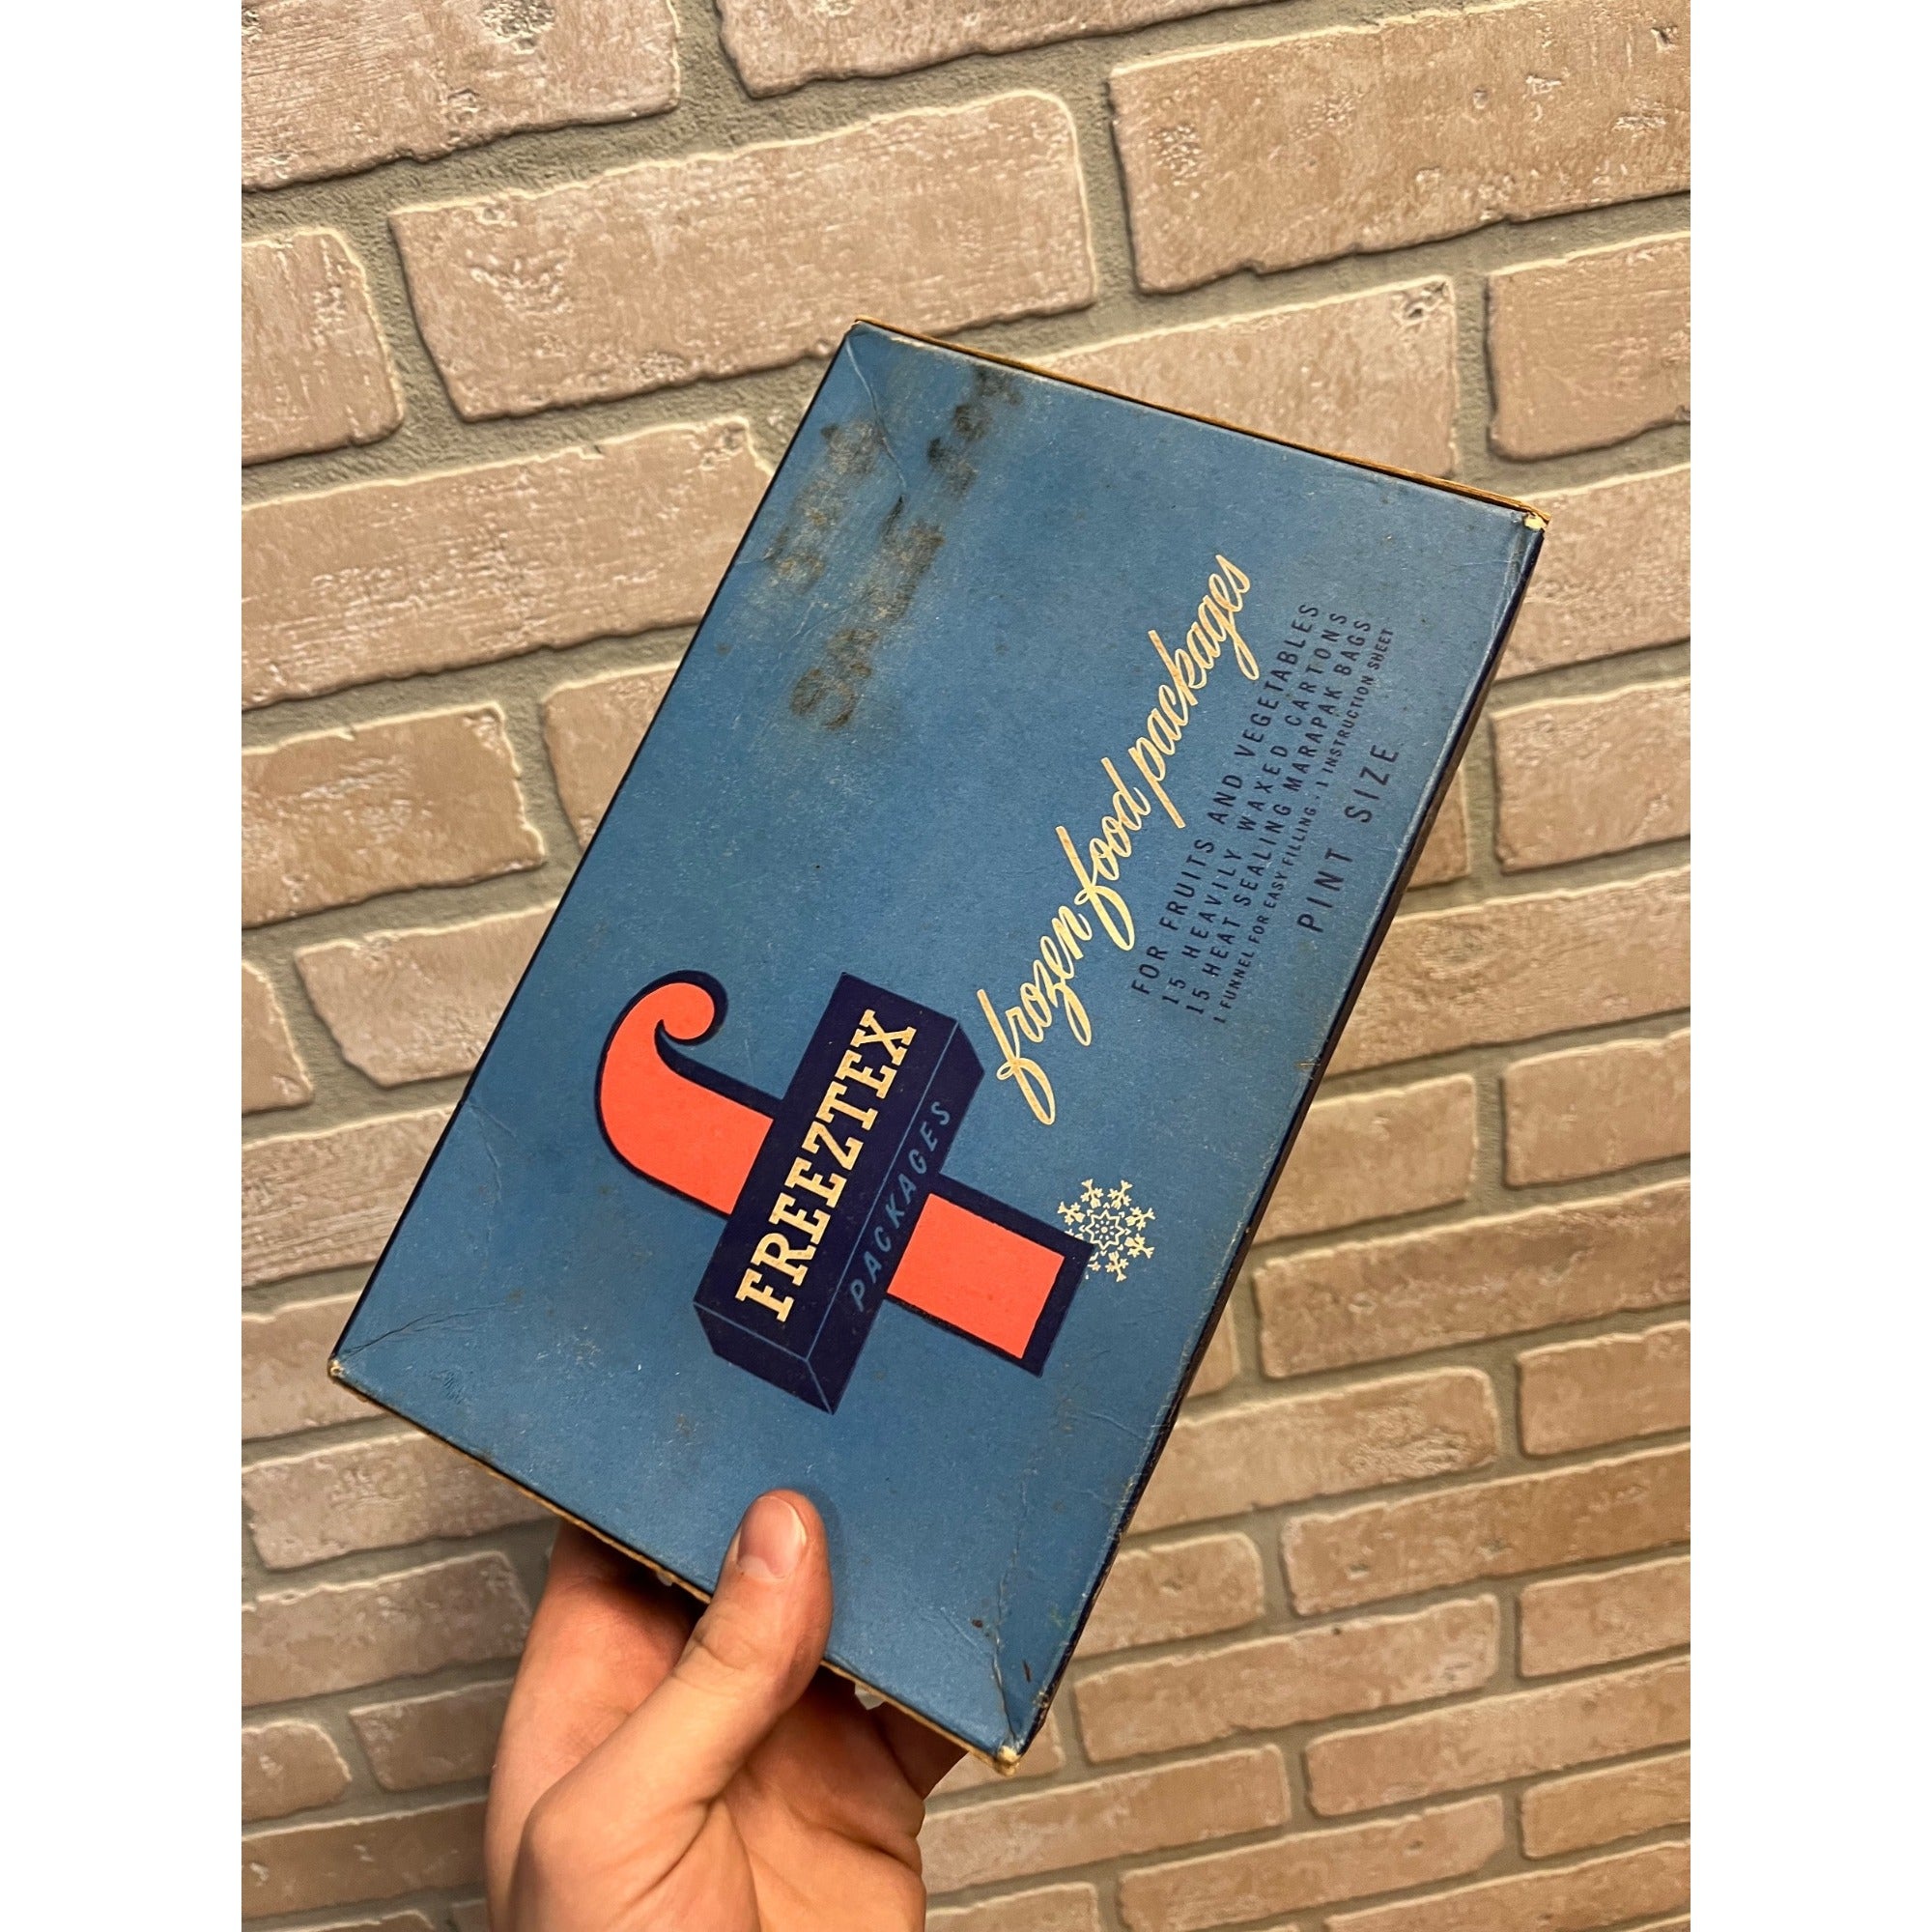 FREEZTEX
PACKAGES
frozen food packages
FOR FRUITS AND VEGETABLES
15 HEAVILY WAXED CARTONS
15 HEAT SEALING MARAPAK BAGS
1 FUNNEL FOR EASY FILLING · 1 INSTRUCTION SHEET
PINT SIZE